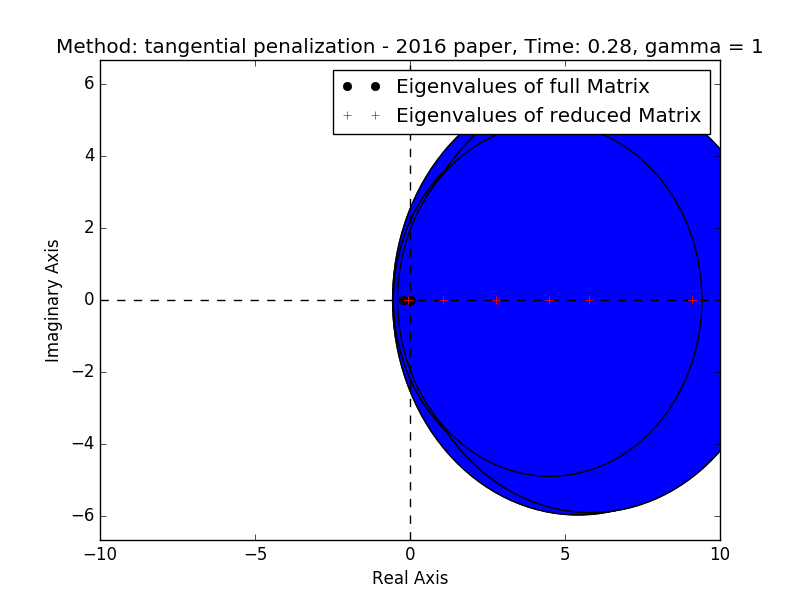 Method: tangential penalization - 2016 paper, Time: 0.28, gamma = 1
Eigenvalues of full Matrix
Eigenvalues of reduced Matrix
6
4
2
0
−2
−4
−6
Imaginary Axis
−10
−5
0
5
10
Real Axis